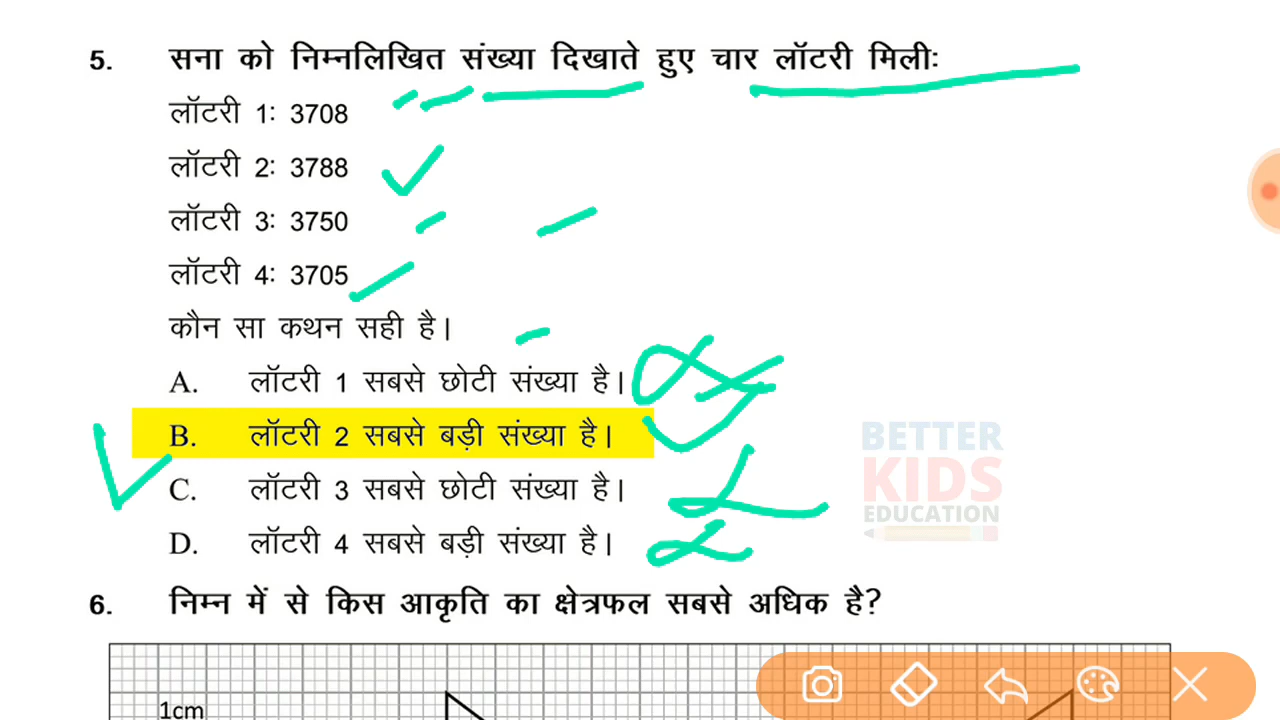 5. सना को निम्नलिखित संख्या दिखाते हुए चार लॉटरी मिलीः
लॉटरी 1: 3708
लॉटरी 2: 3788
लॉटरी 3: 3750
लॉटरी 4: 3705
कौन सा कथन सही है।
A. लॉटरी 1 सबसे छोटी संख्या है।
B. लॉटरी 2 सबसे बड़ी संख्या है।
C. लॉटरी 3 सबसे छोटी संख्या है।
D. लॉटरी 4 सबसे बड़ी संख्या है।
BETTER
KIDS
EDUCATION
6. निम्न में से किस आकृति का क्षेत्रफल सबसे अधिक है?
1cm